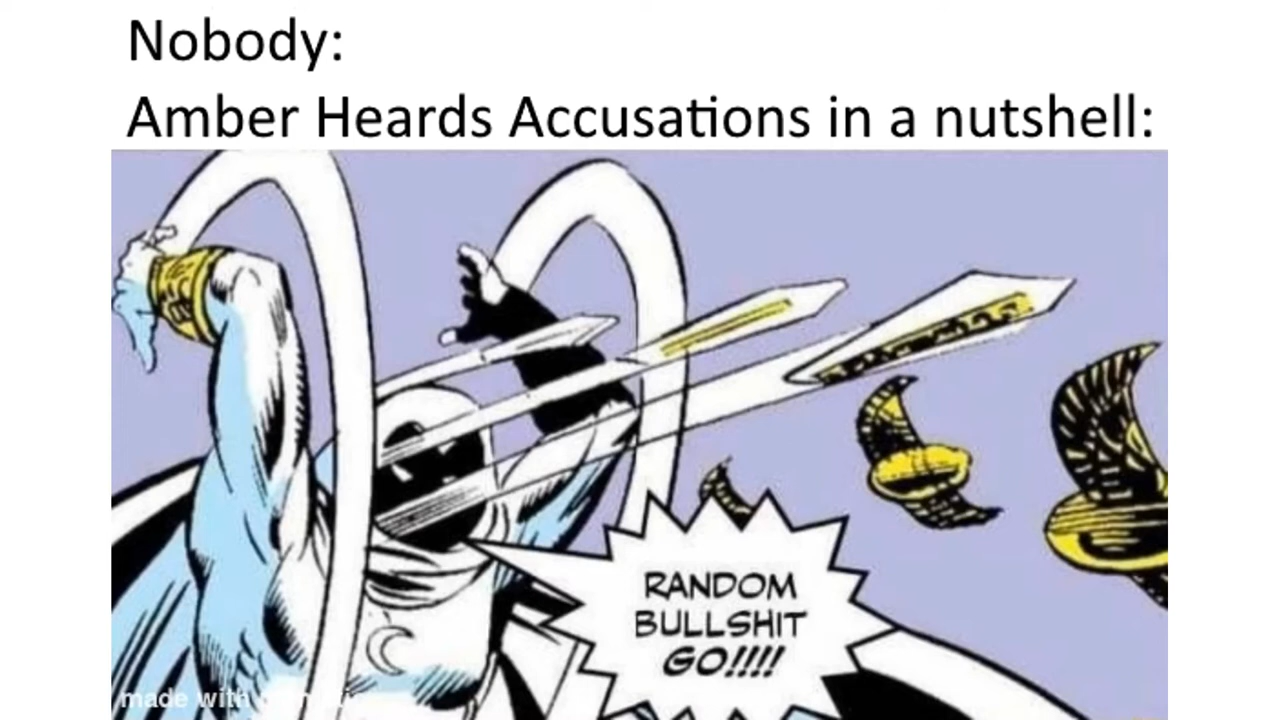 Nobody:
Amber Heards Accusations in a nutshell:
RANDOM
BULLSHIT
GO!!!!
made with